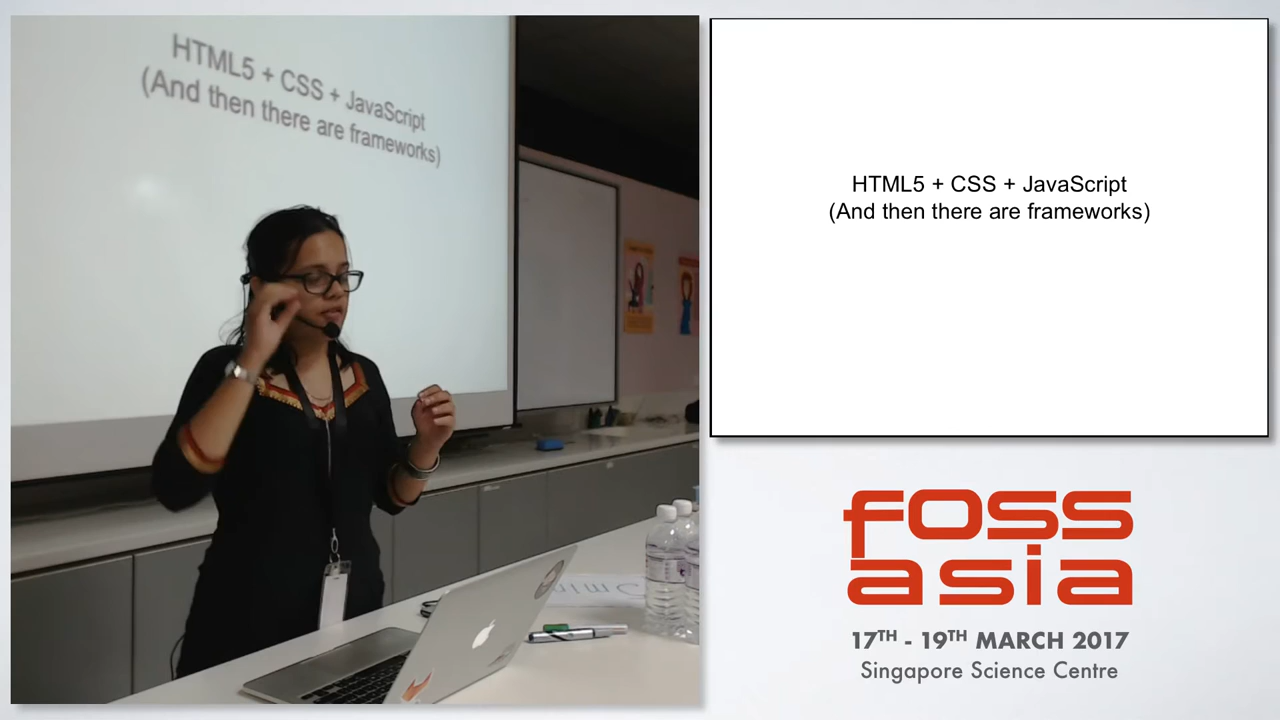 HTML5 + CSS + JavaScript
(And then there are frameworks)
HTML5 + CSS + JavaScript
(And then there are frameworks)
foss
asia
17TH - 19TH MARCH 2017
Singapore Science Centre